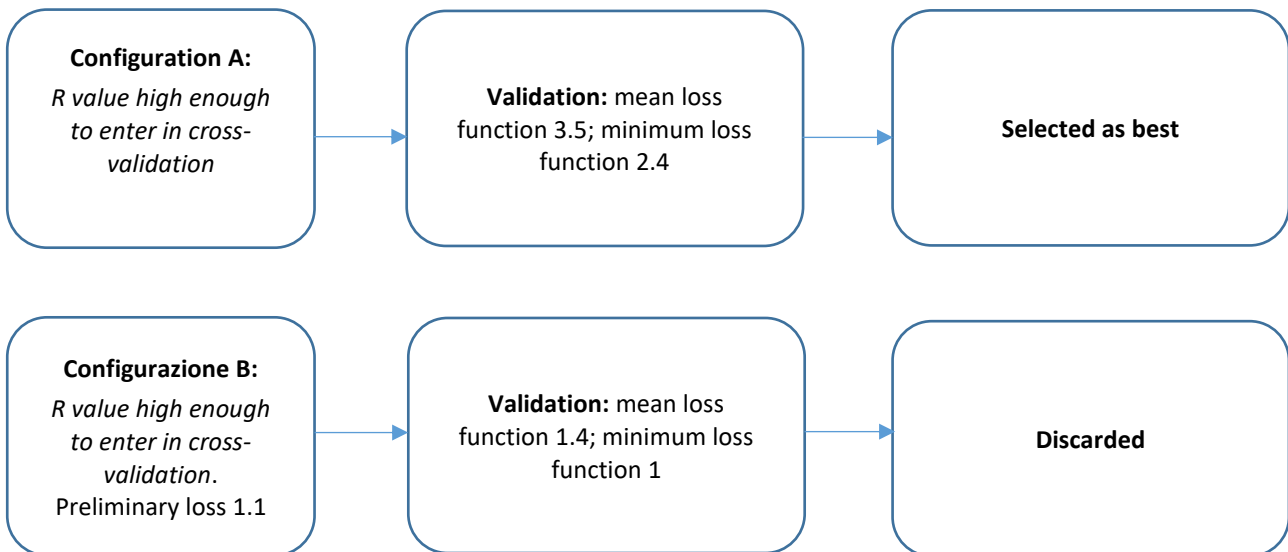 Configuration A:
R value high enough
to enter in cross-
validation
Validation: mean loss
function 3.5; minimum loss
function 2.4
Selected as best
Configurazione B:
R value high enough
to enter in cross-
validation.
Preliminary loss 1.1
Validation: mean loss
function 1.4; minimum loss
function 1
Discarded